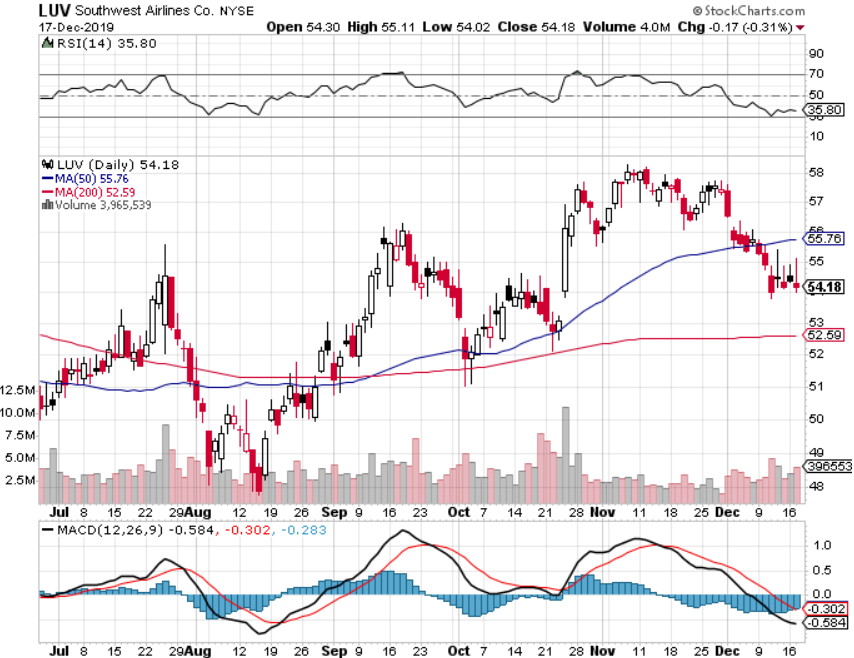 LUV Southwest Airlines Co. NYSE © StockCharts.com
17-Dec-2019 Open 54.30 High 55.11 Low 54.02 Close 54.18 Volume 4.0M Chg -0.17 (-0.31%)
RSI(14) 35.80
90
70
50
35.80
30
10
LUV (Daily) 54.18
MA(50) 55.76
MA(200) 52.59
Volume 3,965,539
58
57
56
55.76
55
54.18
53
52.59
52
12.5M 51
10.0M 50
7.5M
5.0M 49
396553
2.5M 48
Jul 8 15 22 29 Aug 12 19 26 Sep 9 16 23 Oct 7 14 21 28 Nov 11 18 25 Dec 9 16
MACD(12,26,9) -0.584, -0.302, -0.283
1.0
0.5
0.0
-0.302
-0.584
Jul 8 15 22 29 Aug 12 19 26 Sep 9 16 23 Oct 7 14 21 28 Nov 11 18 25 Dec 9 16